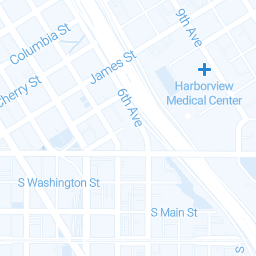 Columbia St
9th Ave
James St
Cherry St
Harborview
Medical Center
6th Ave
S Washington St
S Main St
S